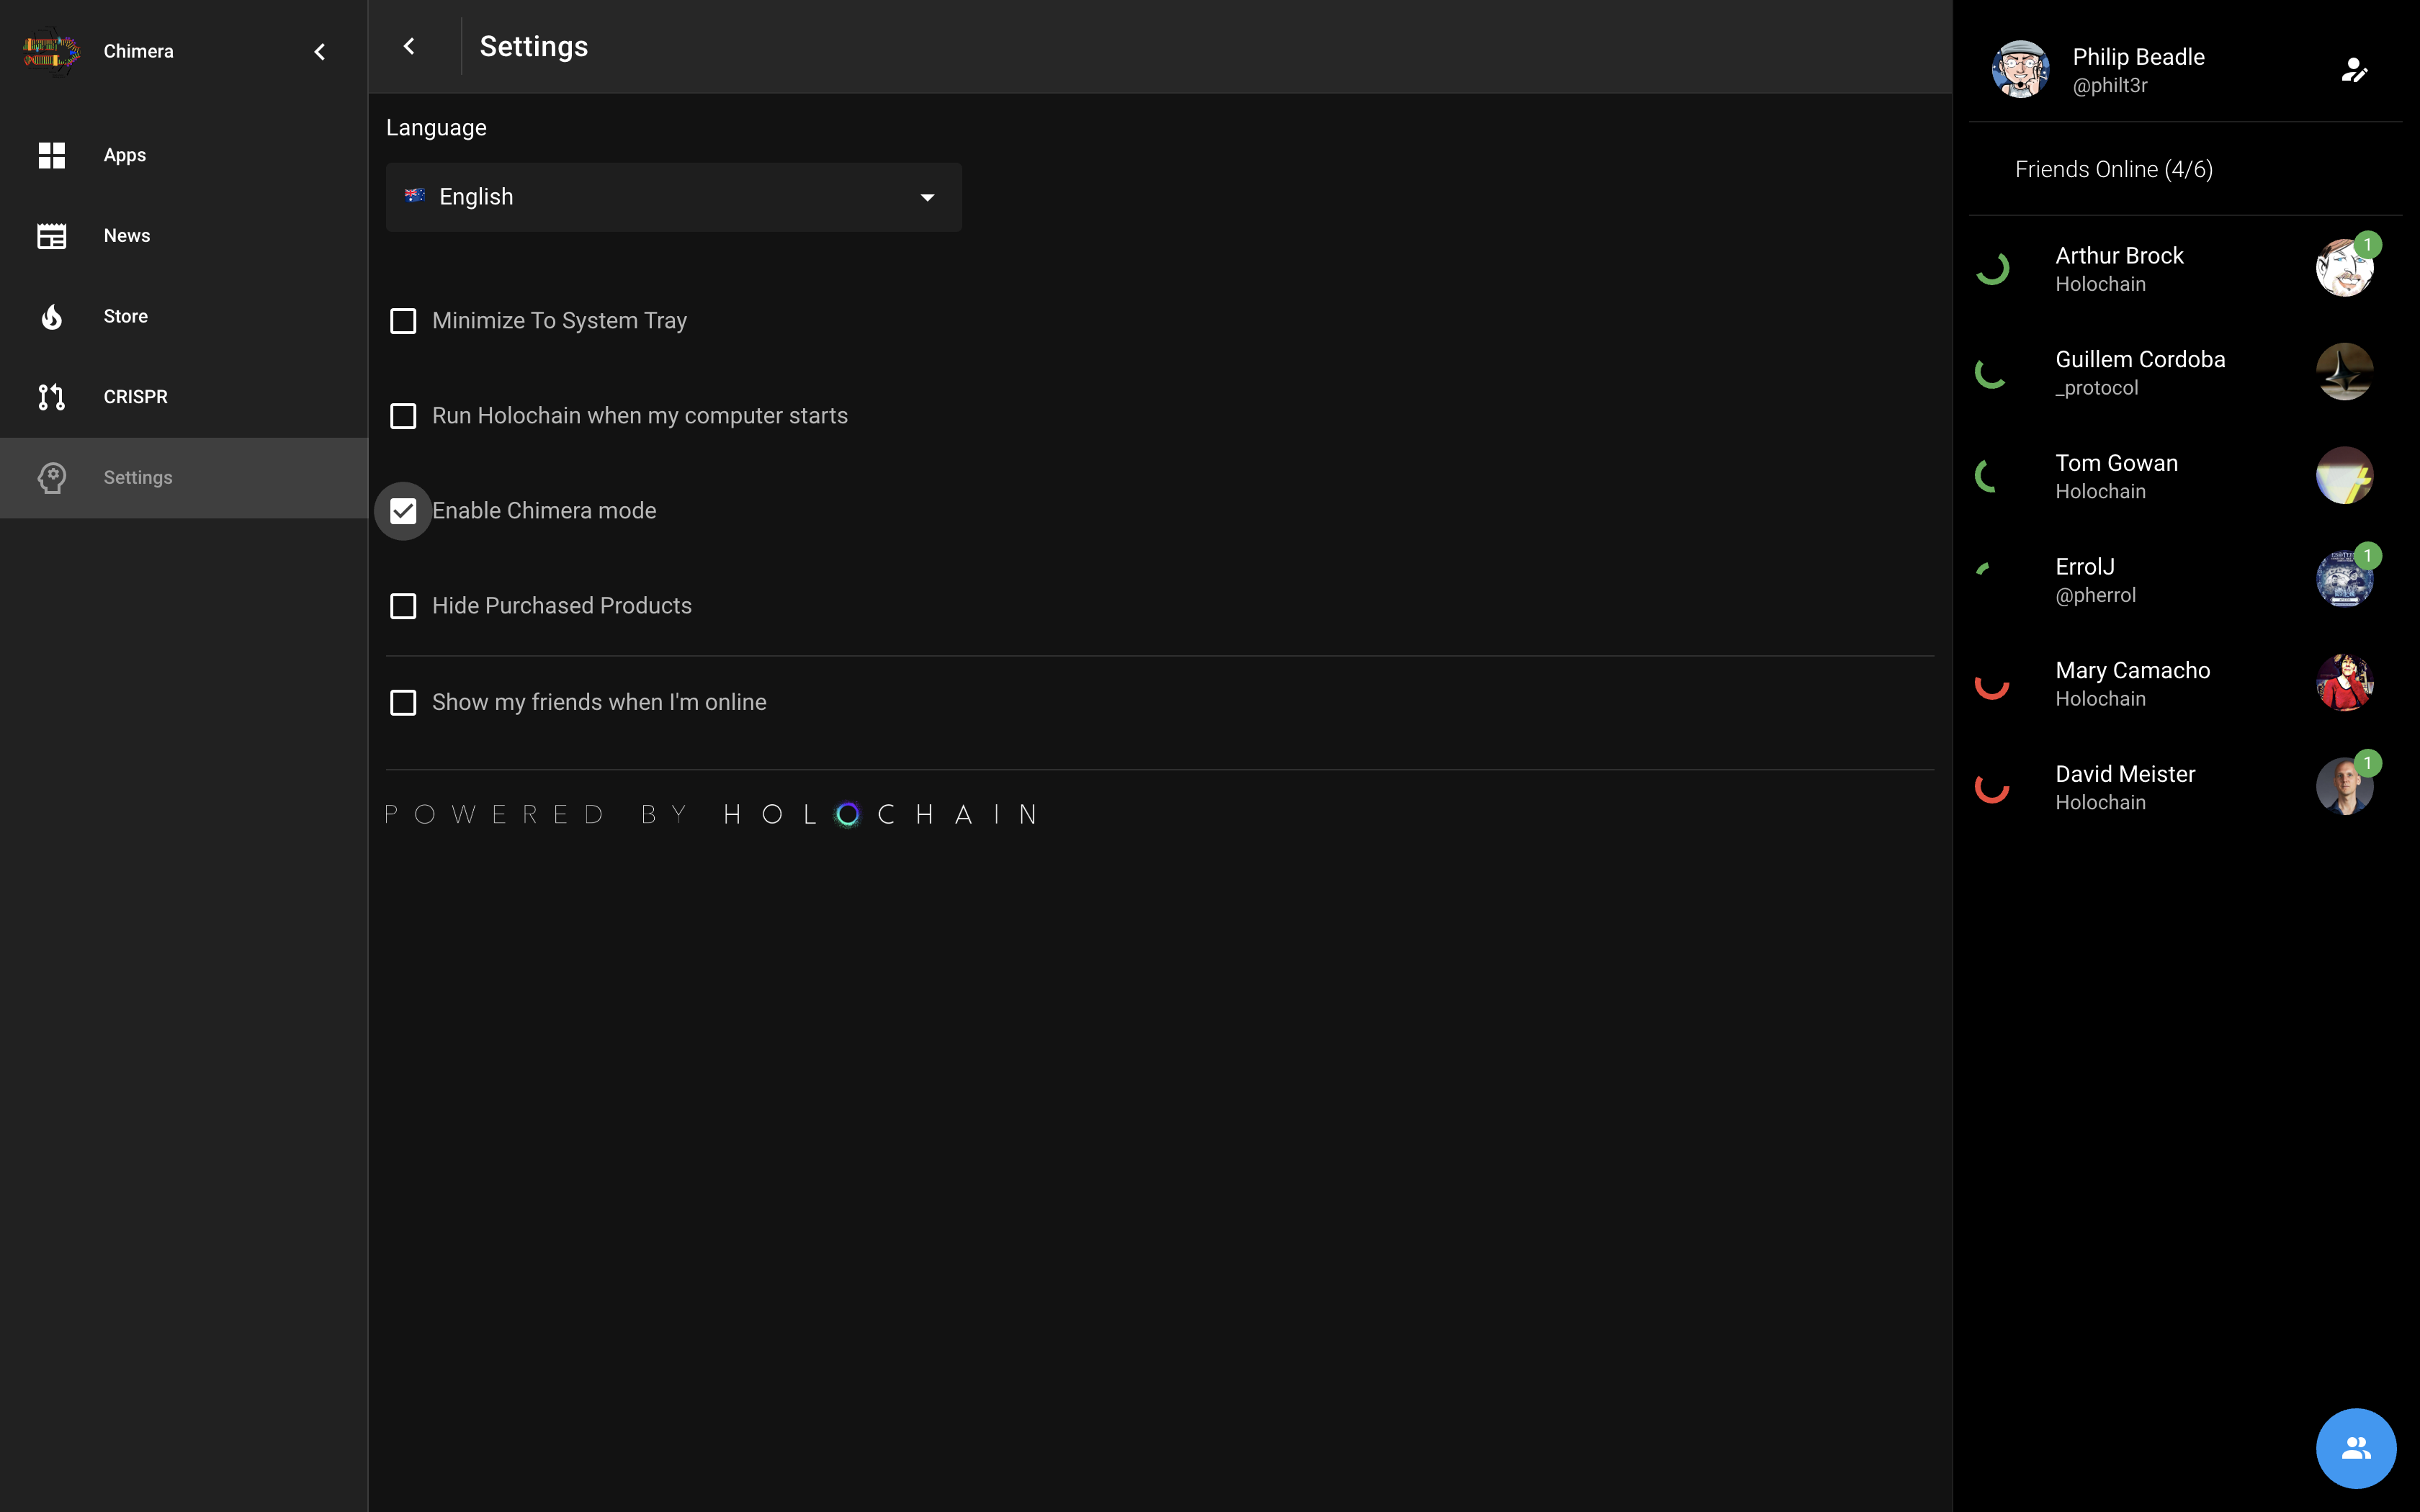 Chimera
Apps
News
Store
CRISPR
Settings
Settings
Language
English
Minimize To System Tray
Run Holochain when my computer starts
Enable Chimera mode
Hide Purchased Products
Show my friends when I'm online
POWERED BY HOLOCHAIN
Philip Beadle
@philt3r
Friends Online (4/6)
Arthur Brock
Holochain
1
Guillem Cordoba
_protocol
Tom Gowan
Holochain
ErrolJ
@pherrol
1
Mary Camacho
Holochain
David Meister
Holochain
1